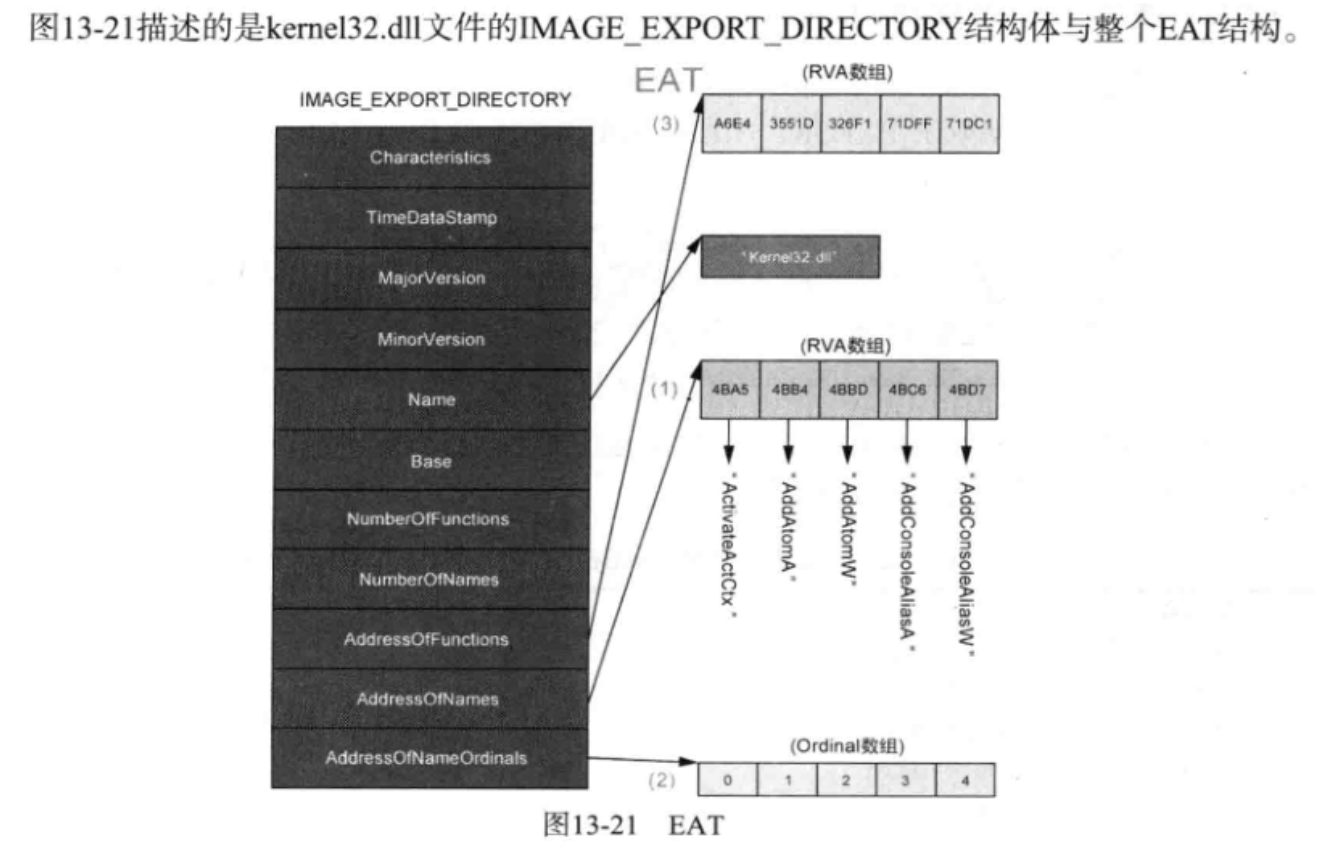 图13-21描述的是kernel32.dll文件的IMAGE_EXPORT_DIRECTORY结构体与整个EAT结构。
EAT
(RVA数组)
IMAGE_EXPORT_DIRECTORY
(3)
A6E4 3551D 326F1 71DFF 71DC1
Characteristics
TimeDataStamp
MajorVersion
MinorVersion
Name
Base
NumberOfFunctions
NumberOfNames
AddressOfFunctions
AddressOfNames
AddressOfNameOrdinals
"Kernel32.dll"
(RVA数组)
(1)
4BA5 4BB4 4BBD 4BC6 4BD7
"ActivateActCtx"
"AddAtomA"
"AddAtomW"
"AddConsoleAliasA"
"AddConsoleAliasW"
(Ordinal数组)
(2)
0 1 2 3 4
图13-21 EAT